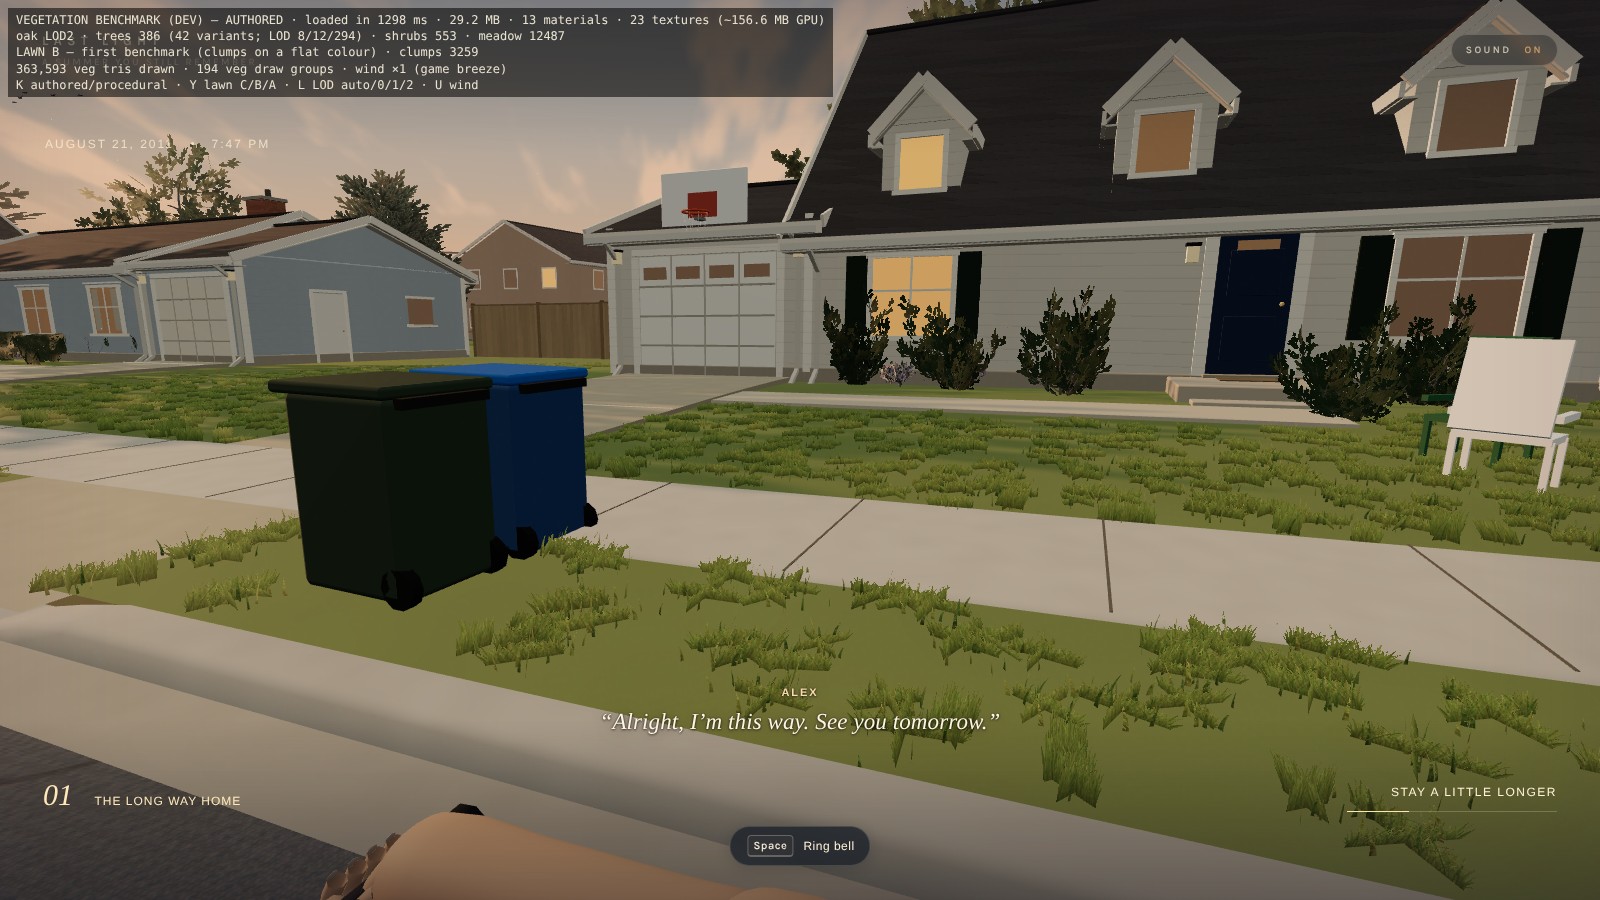 VEGETATION BENCHMARK (DEV) — AUTHORED · loaded in 1298 ms · 29.2 MB · 13 materials · 23 textures (~156.6 MB GPU)
oak LOD2 · trees 386 (42 variants; LOD 8/12/294) · shrubs 553 · meadow 12487
LAWN B — first benchmark (clumps on a flat colour) · clumps 3259
363,593 veg tris drawn · 194 veg draw groups · wind ×1 (game breeze)
K authored/procedural · Y lawn C/B/A · L LOD auto/0/1/2 · U wind
SOUND ON
AUGUST 21, 2011 · 7:47 PM
ALEX
“Alright, I’m this way. See you tomorrow.”
01 THE LONG WAY HOME
STAY A LITTLE LONGER
Space Ring bell